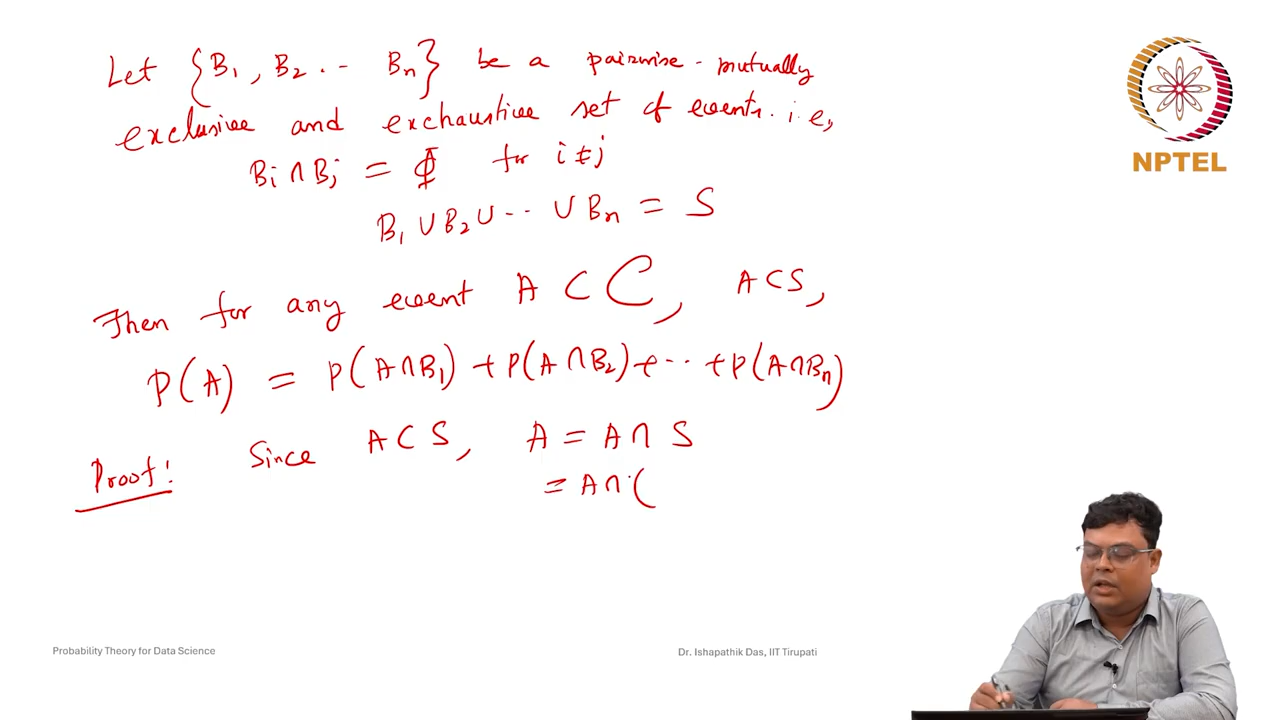 Let {B1, B2 ... Bn} be a pairwise mutually
exclusive and exhaustive set of events. i.e,
Bi ∩ Bj = Φ for i ≠ j
B1 ∪ B2 ∪ ... ∪ Bn = S
Then for any event A ⊂ C, A ⊂ S,
P(A) = P(A∩B1) + P(A∩B2) + ... + P(A∩Bn)
Proof: Since A ⊂ S, A = A ∩ S
= A ∩ (
NPTEL
Probability Theory for Data Science
Dr. Ishapathik Das, IIT Tirupati